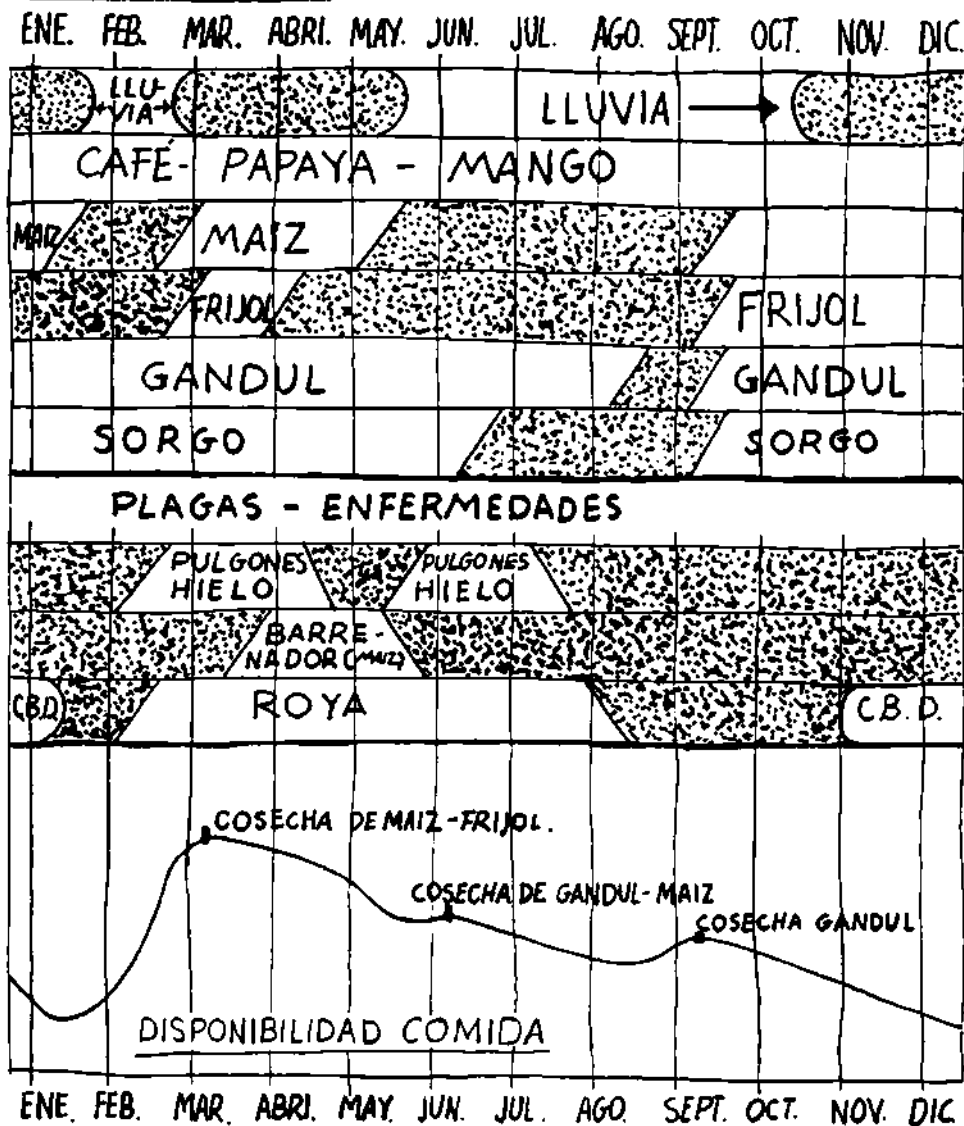 ENE. FEB. MAR. ABRI. MAY. JUN. JUL. AGO. SEPT. OCT. NOV. DIC.
LLU-
VIA
LLUVIA
CAFÉ- PAPAYA - MANGO
MAIZ MAIZ
FRIJOL FRIJOL
GANDUL GANDUL
SORGO SORGO
PLAGAS - ENFERMEDADES
PULGONES PULGONES
HIELO HIELO
BARRE-
NADOR (MAIZ)
C.B.D. ROYA C.B.D.
COSECHA DE MAIZ-FRIJOL.
COSECHA DE GANDUL-MAIZ
COSECHA GANDUL
DISPONIBILIDAD COMIDA
ENE. FEB. MAR. ABRI. MAY. JUN. JUL. AGO. SEPT. OCT. NOV. DIC.